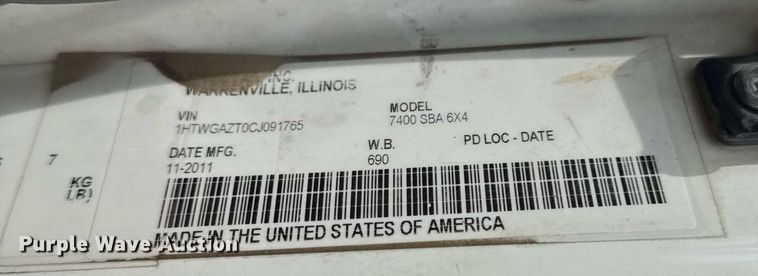 INC.
WARRENVILLE, ILLINOIS
VIN
1HTWGAZT0CJ091765
MODEL
7400 SBA 6X4
DATE MFG.
11-2011
W.B.
690
PD LOC - DATE
7
KG
LB)
MADE IN THE UNITED STATES OF AMERICA
Purple Wave Auction